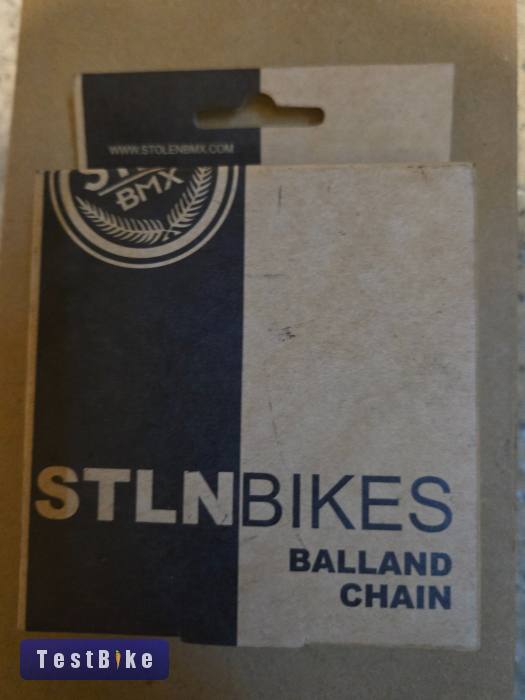 WWW.STOLENBMX.COM
BMX
STLNBIKES
BALLAND
CHAIN
TestBike